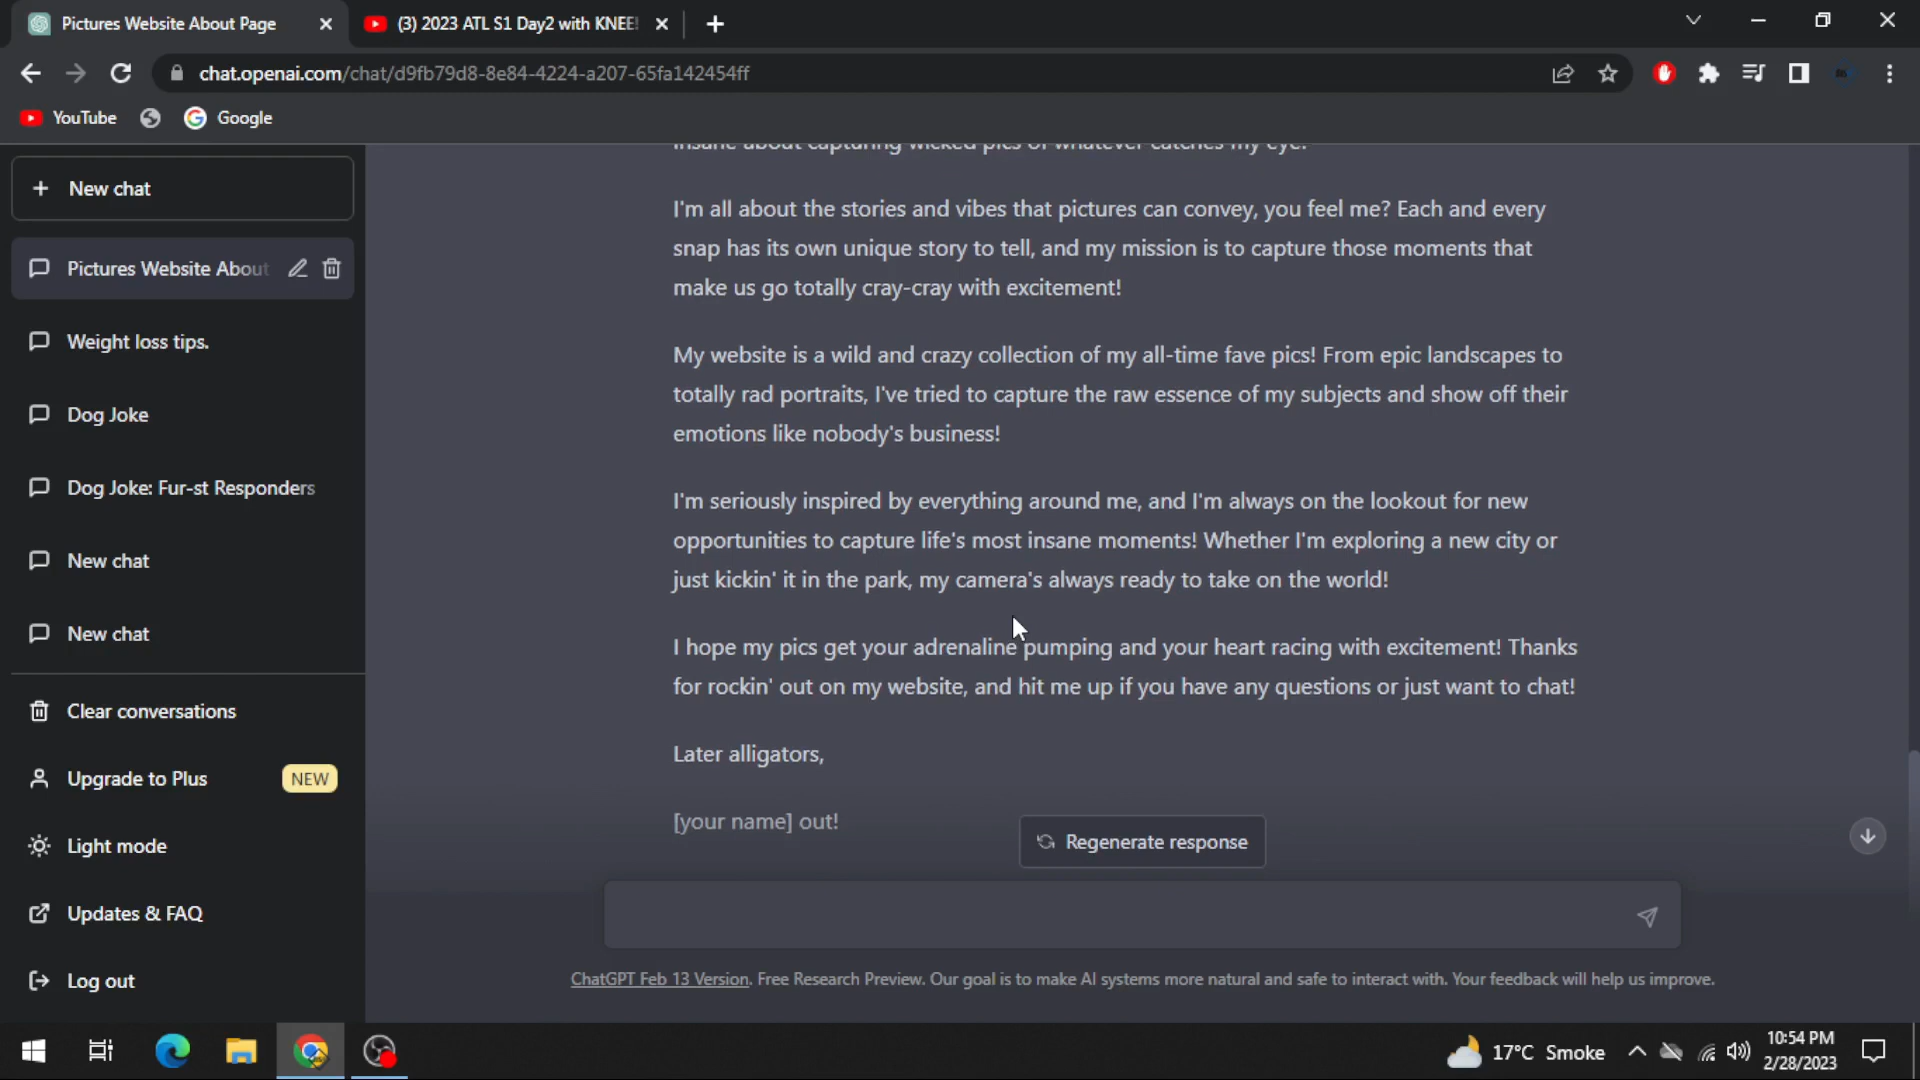 Pictures Website About Page
(3) 2023 ATL S1 Day2 with KNEE!
chat.openai.com/chat/d9fb79d8-8e84-4224-a207-65fa142454ff
YouTube
Google
New chat
Pictures Website About
Weight loss tips.
Dog Joke
Dog Joke: Fur-st Responders
New chat
New chat
Clear conversations
Upgrade to Plus
NEW
Light mode
Updates & FAQ
Log out
insane about capturing wicked pics of whatever catches my eye.
I'm all about the stories and vibes that pictures can convey, you feel me? Each and every
snap has its own unique story to tell, and my mission is to capture those moments that
make us go totally cray-cray with excitement!
My website is a wild and crazy collection of my all-time fave pics! From epic landscapes to
totally rad portraits, I've tried to capture the raw essence of my subjects and show off their
emotions like nobody's business!
I'm seriously inspired by everything around me, and I'm always on the lookout for new
opportunities to capture life's most insane moments! Whether I'm exploring a new city or
just kickin' it in the park, my camera's always ready to take on the world!
I hope my pics get your adrenaline pumping and your heart racing with excitement! Thanks
for rockin' out on my website, and hit me up if you have any questions or just want to chat!
Later alligators,
[your name] out!
Regenerate response
ChatGPT Feb 13 Version. Free Research Preview. Our goal is to make AI systems more natural and safe to interact with. Your feedback will help us improve.
17°C Smoke
10:54 PM
2/28/2023